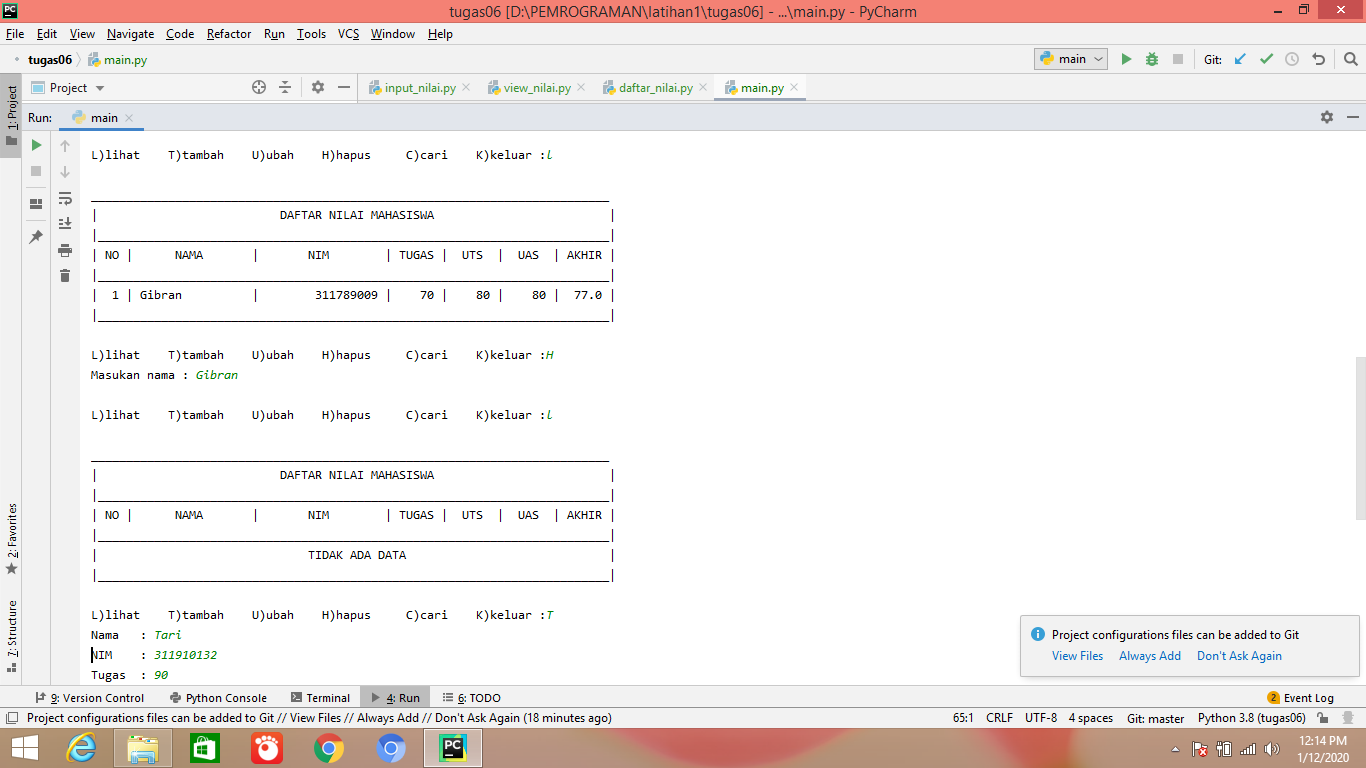 tugas06 [D:\PEMROGRAMAN\latihan1\tugas06] - ...\main.py - PyCharm
File Edit View Navigate Code Refactor Run Tools VCS Window Help
tugas06 main.py main Git:
Project input_nilai.py view_nilai.py daftar_nilai.py main.py
1: Project
Run: main
L)lihat T)tambah U)ubah H)hapus C)cari K)keluar :l
DAFTAR NILAI MAHASISWA
| NO | NAMA | NIM | TUGAS | UTS | UAS | AKHIR |
| 1 | Gibran | 311789009 | 70 | 80 | 80 | 77.0 |
L)lihat T)tambah U)ubah H)hapus C)cari K)keluar :H
Masukan nama : Gibran
L)lihat T)tambah U)ubah H)hapus C)cari K)keluar :l
DAFTAR NILAI MAHASISWA
| NO | NAMA | NIM | TUGAS | UTS | UAS | AKHIR |
TIDAK ADA DATA
L)lihat T)tambah U)ubah H)hapus C)cari K)keluar :T
Nama : Tari
NIM : 311910132
Tugas : 90
2: Favorites
7: Structure
Project configurations files can be added to Git
View Files Always Add Don't Ask Again
9: Version Control Python Console Terminal 4: Run 6: TODO 2 Event Log
Project configurations files can be added to Git // View Files // Always Add // Don't Ask Again (18 minutes ago) 65:1 CRLF UTF-8 4 spaces Git: master Python 3.8 (tugas06)
PC
12:14 PM
1/12/2020